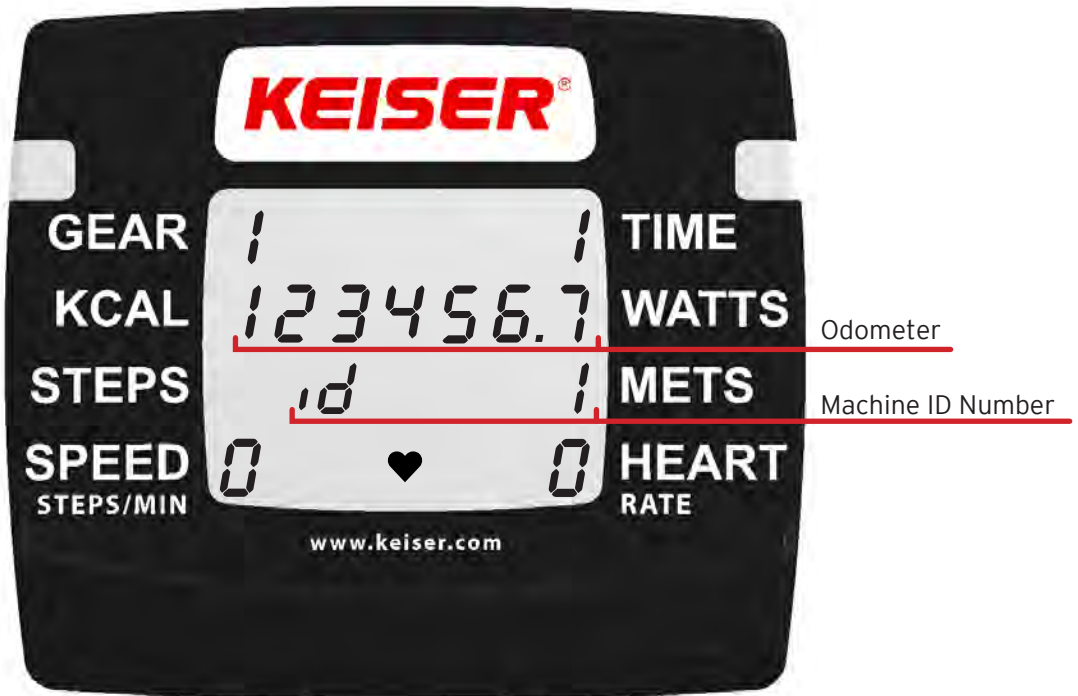 KEISER®
GEAR 1 1 TIME
KCAL 123456.7 WATTS
Odometer
STEPS id 1 METS
Machine ID Number
SPEED 0 0 HEART
STEPS/MIN RATE
www.keiser.com